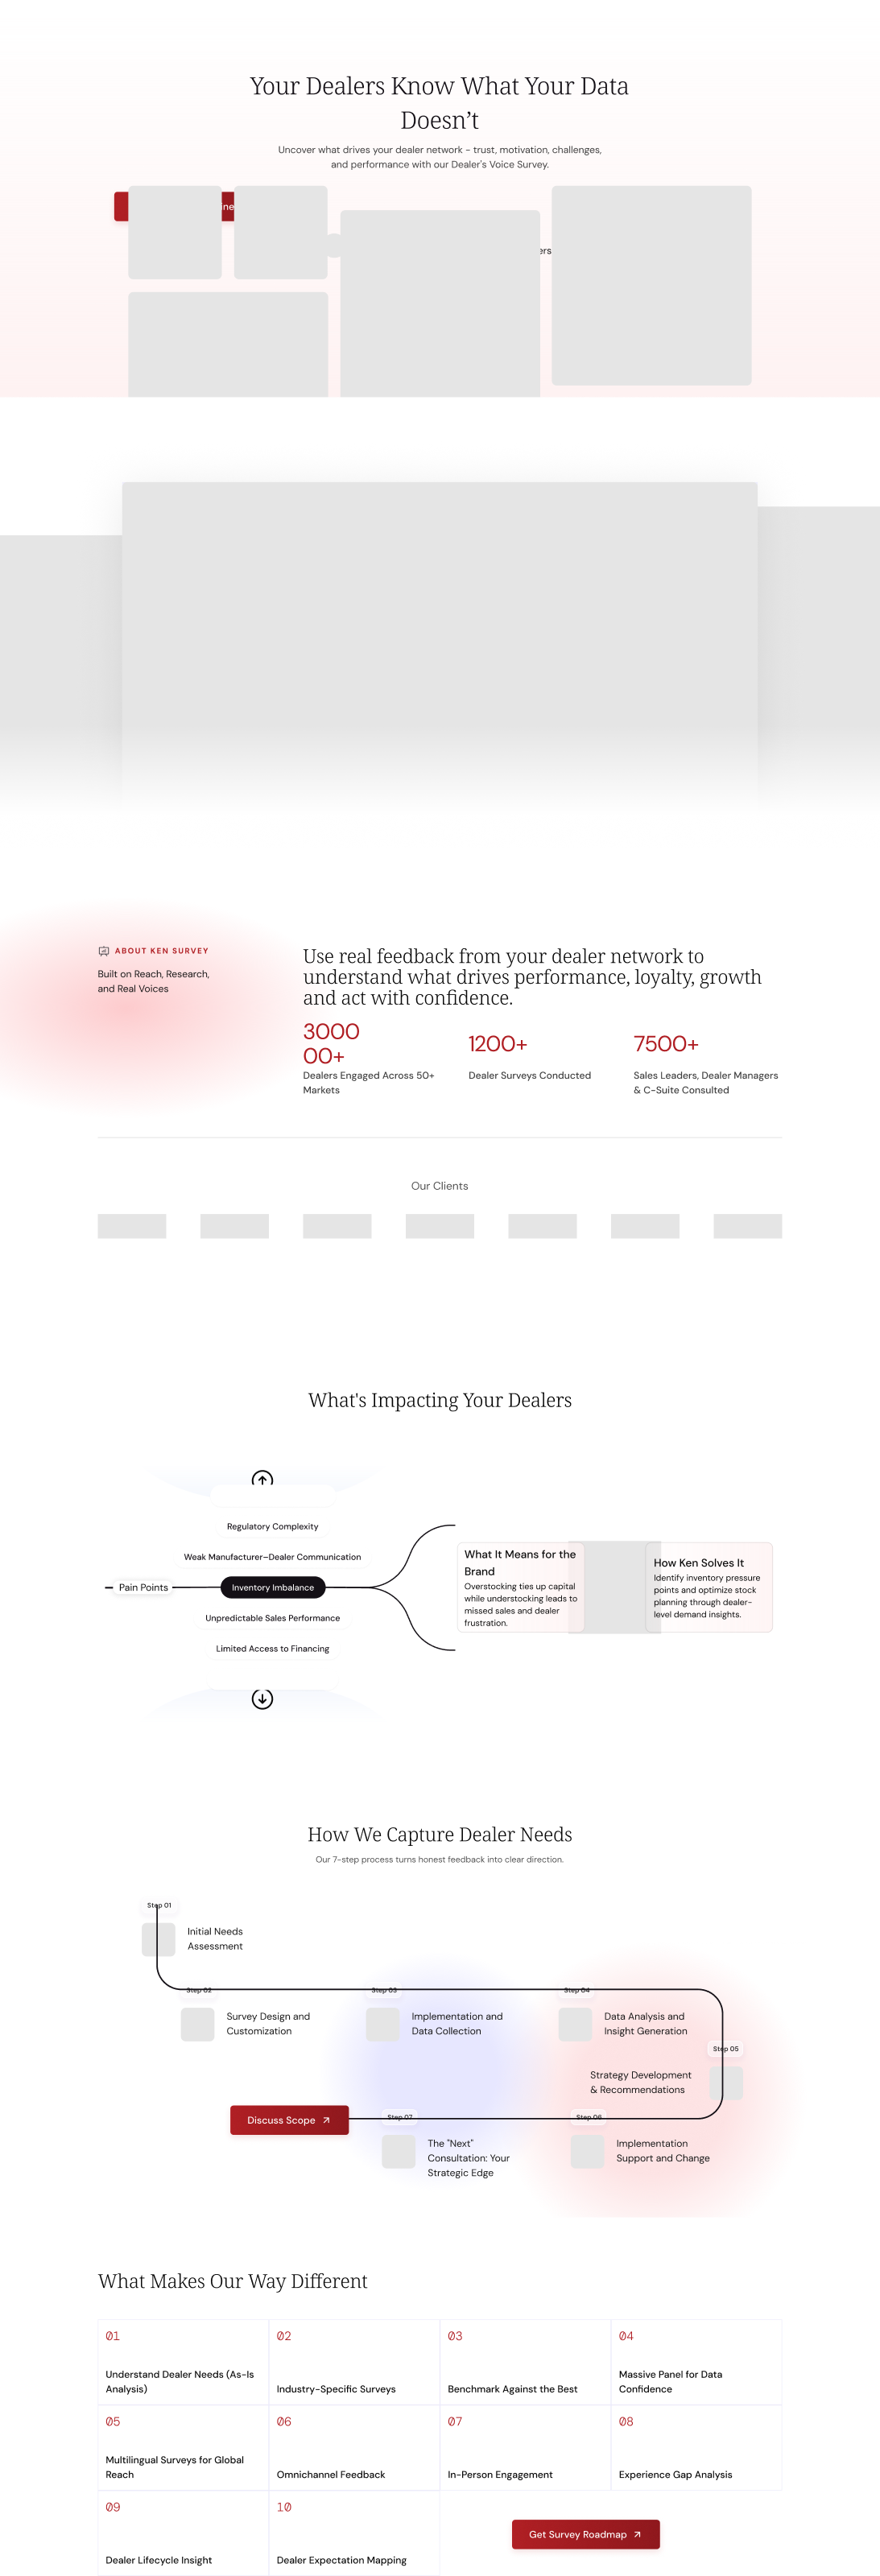 Your Dealers Know What Your Data
Doesn't
Uncover what drives your dealer network - trust, motivation, challenges,
and performance with our Dealer's Voice Survey.
ABOUT KEN SURVEY
Built on Reach, Research,
and Real Voices
Use real feedback from your dealer network to
understand what drives performance, loyalty, growth
and act with confidence.
3000
00+
Dealers Engaged Across 50+
Markets
1200+
Dealer Surveys Conducted
7500+
Sales Leaders, Dealer Managers
& C-Suite Consulted
Our Clients
What's Impacting Your Dealers
Regulatory Complexity
Weak Manufacturer-Dealer Communication
Pain Points
Inventory Imbalance
Unpredictable Sales Performance
Limited Access to Financing
What It Means for the
Brand
Overstocking ties up capital
while understocking leads to
missed sales and dealer
frustration.
How Ken Solves It
Identify inventory pressure
points and optimize stock
planning through dealer-
level demand insights.
How We Capture Dealer Needs
Our 7-step process turns honest feedback into clear direction.
Step 01
Initial Needs
Assessment
Step 02
Survey Design and
Customization
Step 03
Implementation and
Data Collection
Step 04
Data Analysis and
Insight Generation
Step 05
Strategy Development
& Recommendations
Discuss Scope
Step 07
The "Next"
Consultation: Your
Strategic Edge
Step 06
Implementation
Support and Change
What Makes Our Way Different
01
Understand Dealer Needs (As-Is
Analysis)
02
Industry-Specific Surveys
03
Benchmark Against the Best
04
Massive Panel for Data
Confidence
05
Multilingual Surveys for Global
Reach
06
Omnichannel Feedback
07
In-Person Engagement
08
Experience Gap Analysis
09
Dealer Lifecycle Insight
10
Dealer Expectation Mapping
Get Survey Roadmap